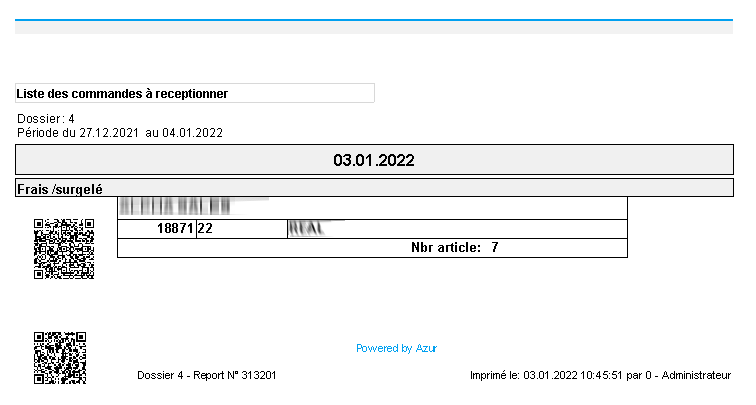 Liste des commandes à receptionner
Dossier: 4
Période du 27.12.2021 au 04.01.2022
03.01.2022
Frais /surgelé
18871 22 REAL
Nbr article: 7
Powered by Azur
Dossier 4 - Report N° 313201 Imprimé le: 03.01.2022 10:45:51 par 0 - Administrateur